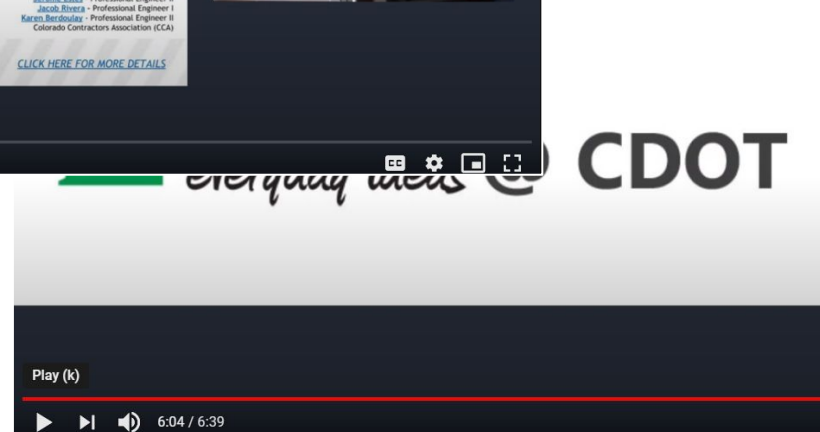 Jacob Rivera - Professional Engineer I
Karen Berdoulay - Professional Engineer II
Colorado Contractors Association (CCA)
CLICK HERE FOR MORE DETAILS
CC
everyday ideas @ CDOT
Play (k)
6:04 / 6:39